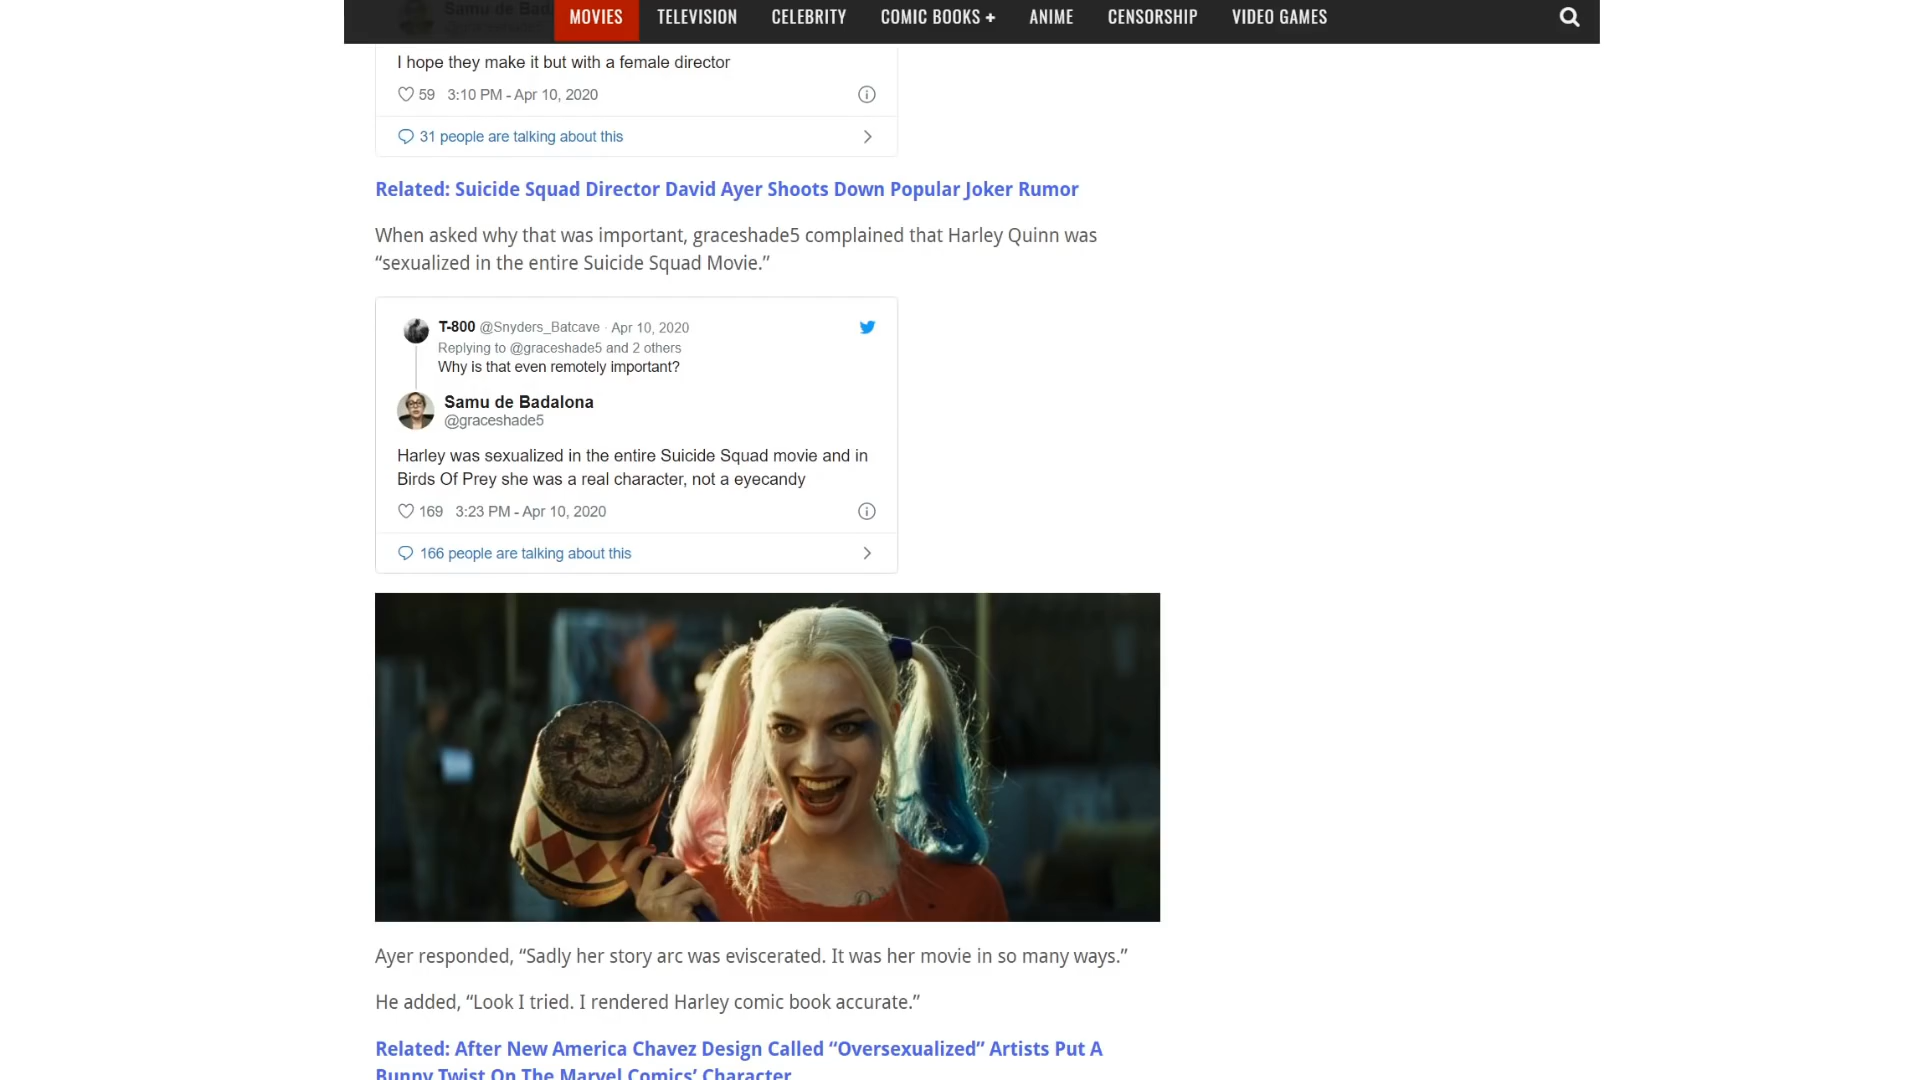 Samu de Bad
MOVIES TELEVISION CELEBRITY COMIC BOOKS + ANIME CENSORSHIP VIDEO GAMES
I hope they make it but with a female director
59 3:10 PM - Apr 10, 2020
31 people are talking about this
Related: Suicide Squad Director David Ayer Shoots Down Popular Joker Rumor
When asked why that was important, graceshade5 complained that Harley Quinn was
“sexualized in the entire Suicide Squad Movie.”
T-800 @Snyders_Batcave · Apr 10, 2020
Replying to @graceshade5 and 2 others
Why is that even remotely important?
Samu de Badalona
@graceshade5
Harley was sexualized in the entire Suicide Squad movie and in
Birds Of Prey she was a real character, not a eyecandy
169 3:23 PM - Apr 10, 2020
166 people are talking about this
Ayer responded, “Sadly her story arc was eviscerated. It was her movie in so many ways.”
He added, “Look I tried. I rendered Harley comic book accurate.”
Related: After New America Chavez Design Called “Oversexualized” Artists Put A
Bunny Twist On The Marvel Comics’ Character